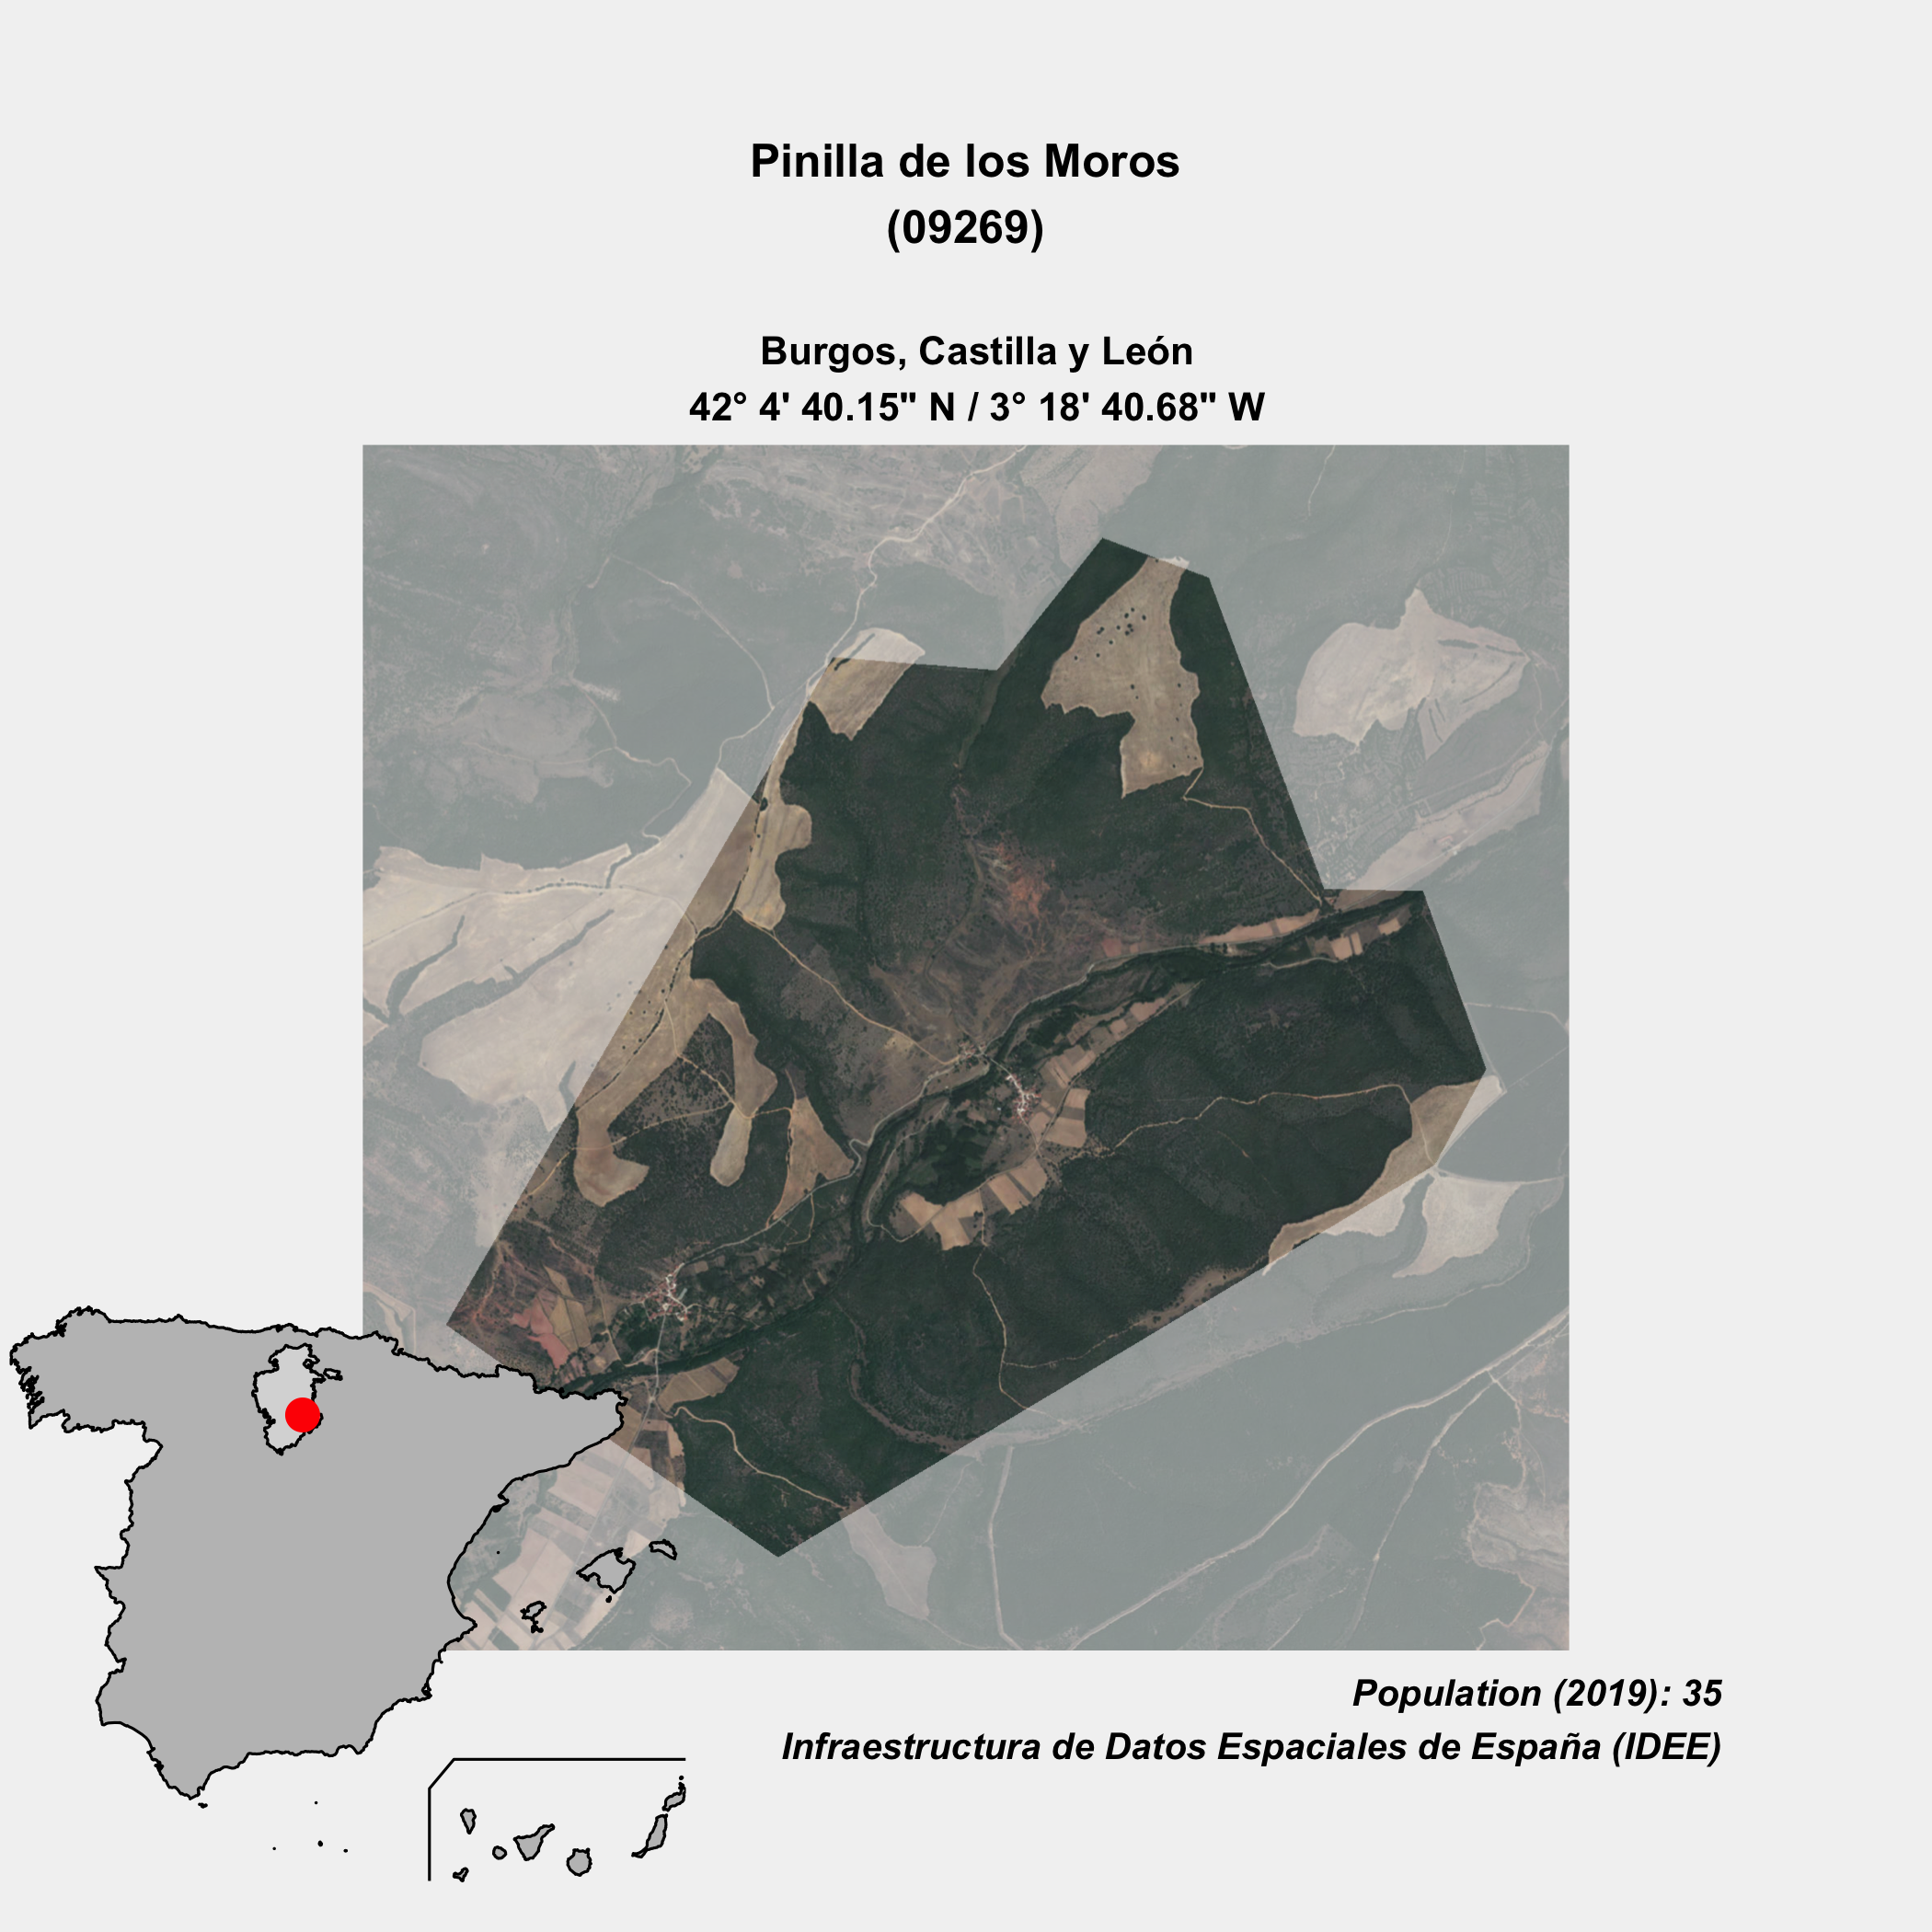 Pinilla de los Moros
(09269)
Burgos, Castilla y León
42° 4' 40.15" N / 3° 18' 40.68" W
Population (2019): 35
Infraestructura de Datos Espaciales de España (IDEE)